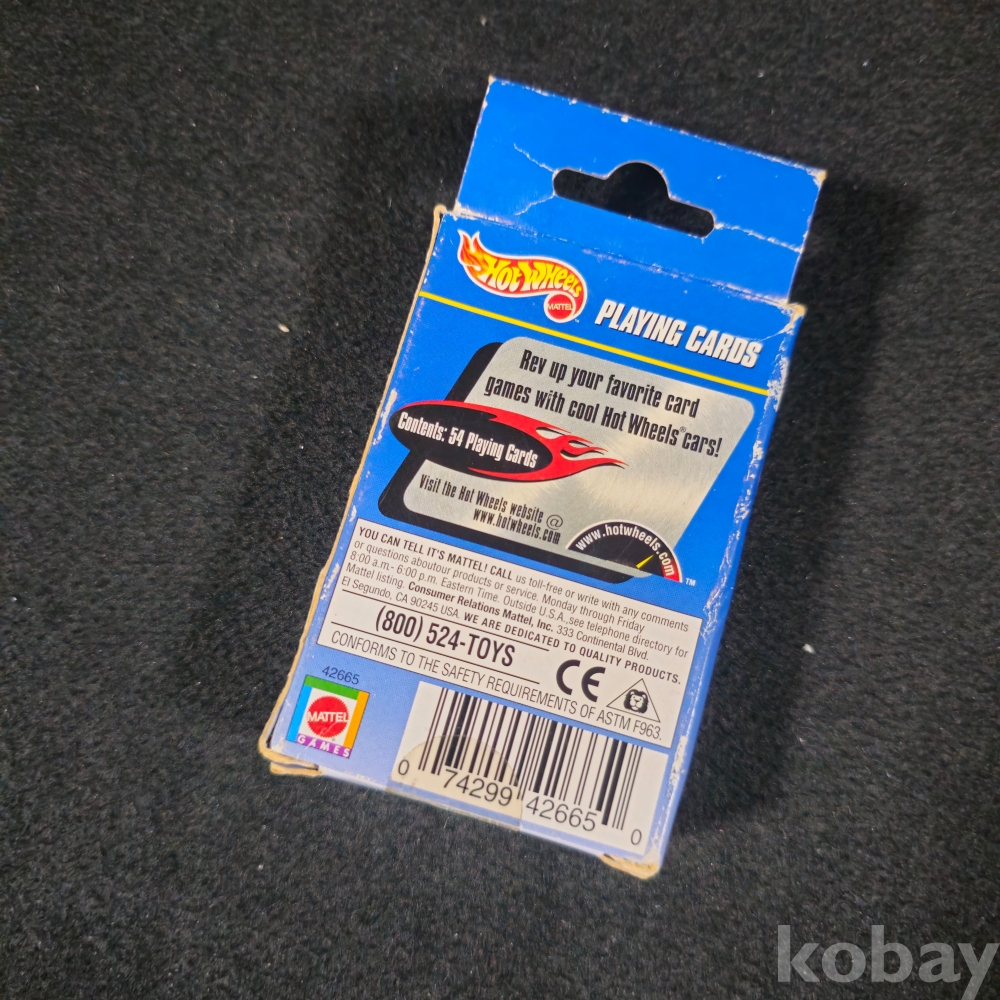 HOT WHEELS
MATTEL
™
PLAYING CARDS
Rev up your favorite card
games with cool Hot Wheels® cars!
Contents: 54 Playing Cards
Visit the Hot Wheels website @
www.hotwheels.com
www.hotwheels.com
™
YOU CAN TELL IT'S MATTEL! CALL us toll-free or write with any comments
or questions aboutour products or service. Monday through Friday
8:00 a.m.- 6:00 p.m. Eastern Time. Outside U.S.A., see telephone directory for
Mattel listing. Consumer Relations Mattel, Inc. 333 Continental Blvd.
El Segundo, CA 90245 USA. WE ARE DEDICATED TO QUALITY PRODUCTS.
(800) 524-TOYS
CE
CONFORMS TO THE SAFETY REQUIREMENTS OF ASTM F963.
42665
MATTEL
GAMES
0 74299 42665 0
kobay